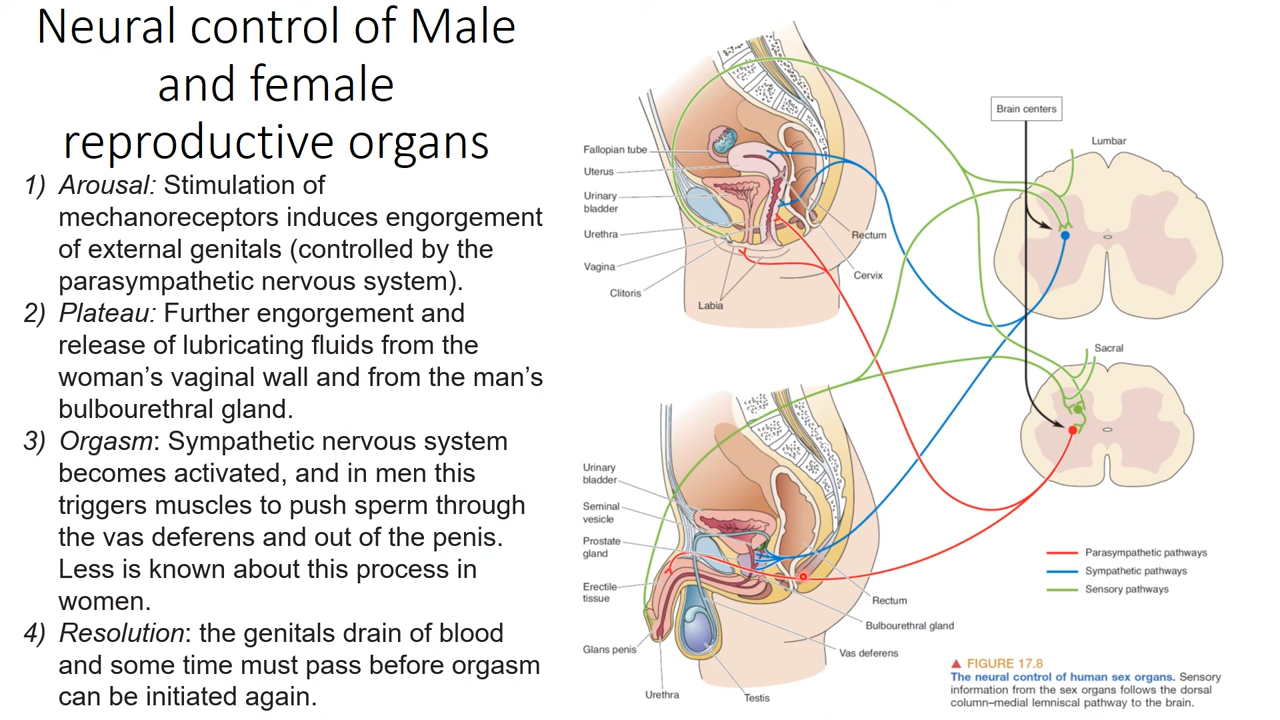 Neural control of Male
and female
reproductive organs
1) Arousal: Stimulation of
mechanoreceptors induces engorgement
of external genitals (controlled by the
parasympathetic nervous system).
2) Plateau: Further engorgement and
release of lubricating fluids from the
woman's vaginal wall and from the man's
bulbourethral gland.
3) Orgasm: Sympathetic nervous system
becomes activated, and in men this
triggers muscles to push sperm through
the vas deferens and out of the penis.
Less is known about this process in
women.
4) Resolution: the genitals drain of blood
and some time must pass before orgasm
can be initiated again.
Fallopian tube
Uterus
Urinary
bladder
Urethra
Vagina
Clitoris
Labia
Rectum
Cervix
Brain centers
Lumbar
Sacral
Urinary
bladder
Seminal
vesicle
Prostate
gland
Erectile
tissue
Glans penis
Urethra
Testis
Vas deferens
Bulbourethral gland
Rectum
Parasympathetic pathways
Sympathetic pathways
Sensory pathways
▲ FIGURE 17.8
The neural control of human sex organs. Sensory
information from the sex organs follows the dorsal
column–medial lemniscal pathway to the brain.